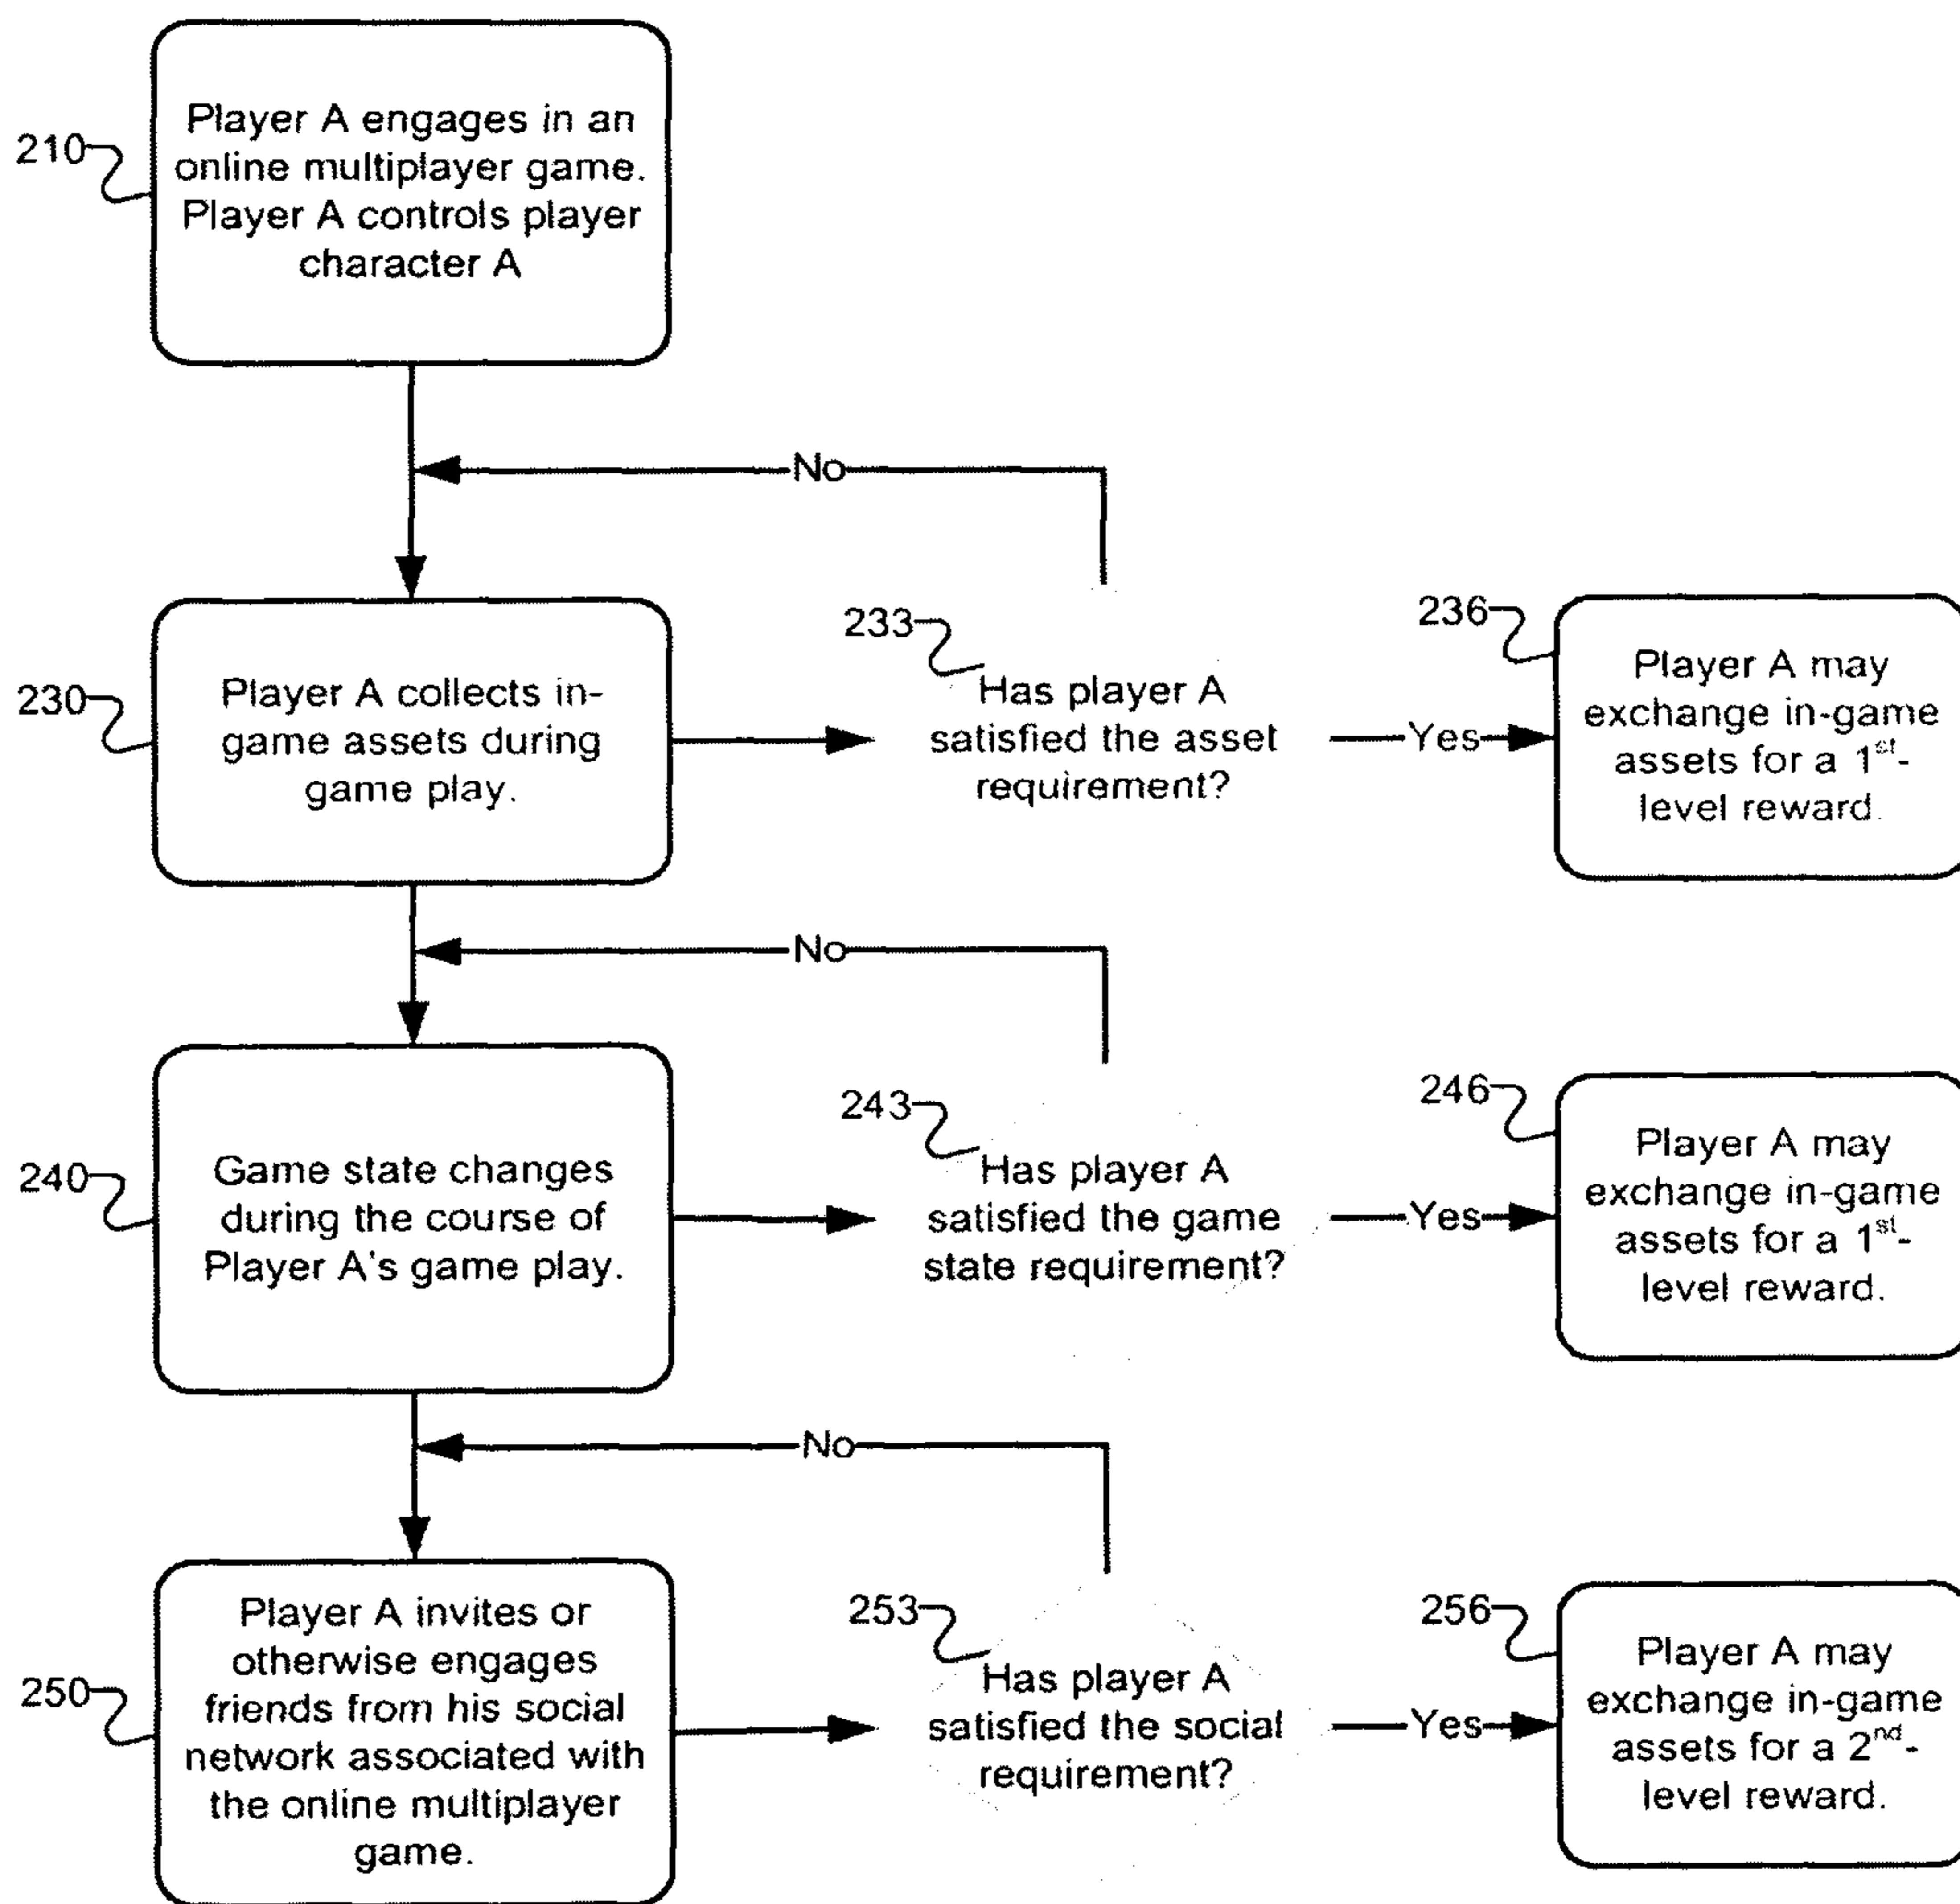 210
Player A engages in an
online multiplayer game.
Player A controls player
character A
No
230
Player A collects in-
game assets during
game play.
233
Has player A
satisfied the asset
requirement?
Yes
236
Player A may
exchange in-game
assets for a 1st-
level reward.
No
240
Game state changes
during the course of
Player A's game play.
243
Has player A
satisfied the game
state requirement?
Yes
246
Player A may
exchange in-game
assets for a 1st-
level reward.
No
250
Player A invites or
otherwise engages
friends from his social
network associated with
the online multiplayer
game.
253
Has player A
satisfied the social
requirement?
Yes
256
Player A may
exchange in-game
assets for a 2nd-
level reward.